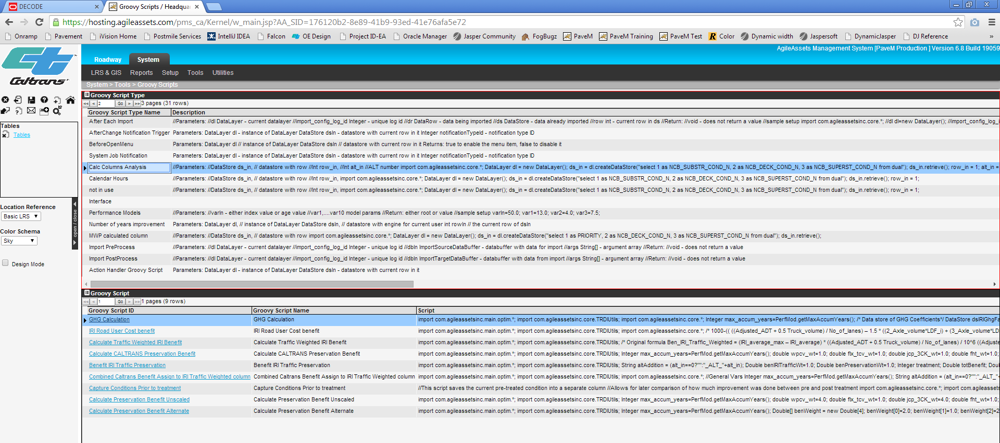 DECODE
Groovy Scripts / Headqua
https://hosting.agileassets.com/pms_ca/Kernel/w_main.jsp?AA_SID=176120b2-8e89-41b9-93ed-41e76afa5e72
Onramp Pavement iVision Home Postmile Services IntelliJ IDEA Falcon OE Design Project ID-EA Oracle Manager Jasper Community FogBugz PaveM PaveM Training PaveM Test Color Dynamic width Jaspersoft DynamicJasper DJ Reference »
AgileAssets Management System [PaveM Production ] Version 6.8 Build 19059
Caltrans
Roadway System
LRS & GIS Reports Setup Tools Utilities
System > Tools > Groovy Scripts
Tables
Tables
Location Reference
Basic LRS
Color Schema
Sky
Design Mode
open / close
Groovy Script Type
<< < 2 Go > >> 3 pages (31 rows)
Groovy Script Type Name Description
After Each Import //Parameters: //dl DataLayer - current datalayer //import_config_log_id Integer - unique log id //dr DataRow - data being imported //ds DataStore - data already imported //row int - current row in ds //Return: //void - does not return a value //sample setup import com.agileassetsinc.core.*; //dl dl=new DataLayer(); //import_config_log_i
AfterChange Notification Trigger Parameters: DataLayer dl - instance of DataLayer DataStore dsIn - datastore with current row in it Integer notificationTypeId - notification type ID
BeforeOpenMenu Parameters: DataLayer dl // instance of DataLayer DataStore dsIn // datastore with current row in it Returns: true to enable the menu item, false to disable it
System Job Notification Parameters: DataLayer dl - instance of DataLayer DataStore dsIn - datastore with current row in it Integer notificationTypeId - notification type ID
Calc Columns Analysis //Parameters: //DataStore ds_in, // datastore with row //Int row_in, //Int alt_in //ALT number import com.agileassetsinc.core.*; DataLayer dl = new DataLayer(); ds_in = dl.createDataStore("select 1 as NCB_SUBSTR_COND_N, 2 as NCB_DECK_COND_N, 3 as NCB_SUPERST_COND_N from dual"); ds_in.retrieve(); row_in = 1; alt_in =
Calendar Hours //Parameters: //DataStore ds_in, // datastore with row //Int row_in, import com.agileassetsinc.core.*; DataLayer dl = new DataLayer(); ds_in = dl.createDataStore("select 1 as NCB_SUBSTR_COND_N, 2 as NCB_DECK_COND_N, 3 as NCB_SUPERST_COND_N from dual"); ds_in.retrieve(); row_in = 1;
not in use //Parameters: //DataStore ds_in, // datastore with row //Int row_in, import com.agileassetsinc.core.*; DataLayer dl = new DataLayer(); ds_in = dl.createDataStore("select 1 as NCB_SUBSTR_COND_N, 2 as NCB_DECK_COND_N, 3 as NCB_SUPERST_COND_N from dual"); ds_in.retrieve(); row_in = 1;
Interface
Performance Models //Parameters: //varIn - either index value or age value //var1,....var10 model params //Return: either root or value //sample setup varIn=50.0; var1=13.0; var2=4.0; var3=7.5;
Number of years improvement Parameters: DataLayer dl, // instance of DataLayer DataStore dsIn, // datastore with engine for current user int rowIn // the current row of dsIn
MWP calculated column //Parameters: //DataStore ds_in, // datastore with row import com.agileassetsinc.core.*; DataLayer dl = new DataLayer(); ds_in = dl.createDataStore("select 1 as PRIORITY, 2 as NCB_DECK_COND_N, 3 as NCB_SUPERST_COND_N from dual"); ds_in.retrieve();
Import PreProcess //Parameters: //dl DataLayer - current datalayer //import_config_log_id Integer - unique log id //dbIn ImportSourceDataBuffer - databuffer with data for import //args String[] - argument array //Return: //void - does not return a value
Import PostProcess //Parameters: //dl DataLayer - current datalayer //import_config_log_id Integer - unique log id //dbIn ImportTargetDataBuffer - databuffer with data from import //args String[] - argument array //Return: //void - does not return a value
Action Handler Groovy Script Parameters: DataLayer dl - instance of DataLayer DataStore dsIn - datastore with current row in it
Groovy Script
<< < 1 Go > >> 1 pages (9 rows)
Groovy Script ID Groovy Script Name Script
GHG Calculation GHG Calculation import com.agileassetsinc.main.optim.*; import com.agileassetsinc.core.TRDIUtils; import com.agileassetsinc.core.*; Integer max_accum_years=PerfMod.getMaxAccumYears(); /* Data store of GHG Coefficients*/ DataStore dsIRIGhgFa
IRI Road User Cost benefit IRI Road User Cost benefit import com.agileassetsinc.main.optim.*; import com.agileassetsinc.core.TRDIUtils; import com.agileassetsinc.core.*; /* 1000-(( ((Adjusted_ADT + 0.5 Truck_volume) / No_of_lanes) – 1.5 * ((2_Axle_volume*LDF_i) + (3_Axle_volume*LD
Calculate Traffic Weighted IRI Benefit Calculate Traffic Weighted IRI Benefit import com.agileassetsinc.main.optim.*; import com.agileassetsinc.core.TRDIUtils; /* Original formula Ben_IRI_Traffic_Weighted = (IRI_average_max – IRI_average) * ((Adjusted_ADT + 0.5 Truck_volume) / No_of_lanes) / 10^6 ((Adjus
Calculate CALTRANS Preservation Benefit Calculate CALTRANS Preservation Benefit import com.agileassetsinc.main.optim.*; import com.agileassetsinc.core.TRDIUtils; Integer max_accum_years=PerfMod.getMaxAccumYears(); double wpcv_wt=1.0; double flx_tcv_wt=1.0; double jcp_3CK_wt=2.0; double fht_wt=1.0;
Benefit IRI Traffic Preservation Benefit IRI Traffic Preservation import com.agileassetsinc.main.optim.*; import com.agileassetsinc.core.TRDIUtils; String altAddition = (alt_in==0?"":"_ALT_"+alt_in); Double benIRITrafficWt=1.0; Double benPreservationWt=1.0; Integer treatment; Double totBenefit; Doub
Combined Caltrans Benefit Assign to IRI Traffic Weighted column Combined Caltrans Benefit Assign to IRI Traffic Weighted column import com.agileassetsinc.main.optim.*; import com.agileassetsinc.core.TRDIUtils; import com.agileassetsinc.core.*; //General Vars Integer max_accum_years=PerfMod.getMaxAccumYears(); String altAddition = (alt_in==0?"":"_ALT_"+
Capture Conditions Prior to treatment Capture Conditions Prior to treatment //This script saves the current pre-treated condition into a separate column //Allows for later comparison of how much improvement was done between pre and post treatment import com.agileassetsinc.core.*; import com.agileassets
Calculate Preservation Benefit Unscaled Calculate Preservation Benefit Unscaled import com.agileassetsinc.main.optim.*; import com.agileassetsinc.core.TRDIUtils; Integer max_accum_years=PerfMod.getMaxAccumYears(); double wpcv_wt=4.0; double flx_tcv_wt=1.0; double jcp_3CK_wt=4.0; double fht_wt=1.0;
Calculate Preservation Benefit Alternate Calculate Preservation Benefit Alternate import com.agileassetsinc.main.optim.*; import com.agileassetsinc.core.TRDIUtils; Integer max_accum_years=PerfMod.getMaxAccumYears(); Double[] benWeight = new Double[4]; benWeight[0]=2.0; benWeight[1]=1.0; benWeight[2]=2